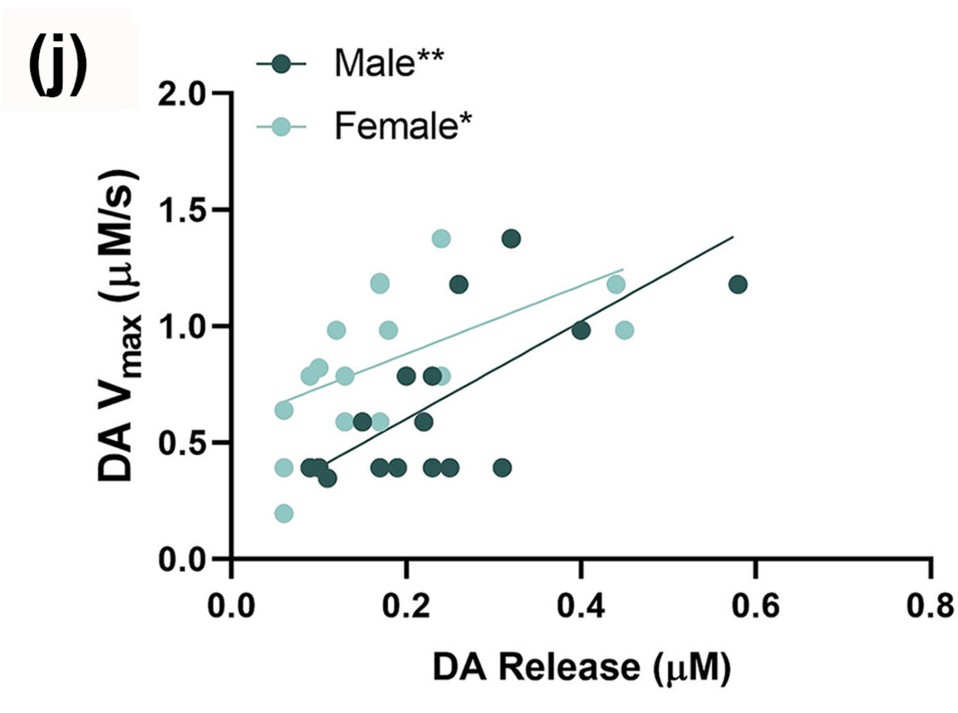 (j)
Male**
Female*
2.0
1.5
1.0
0.5
0.0
DA Vmax (μM/s)
0.0 0.2 0.4 0.6 0.8
DA Release (μM)